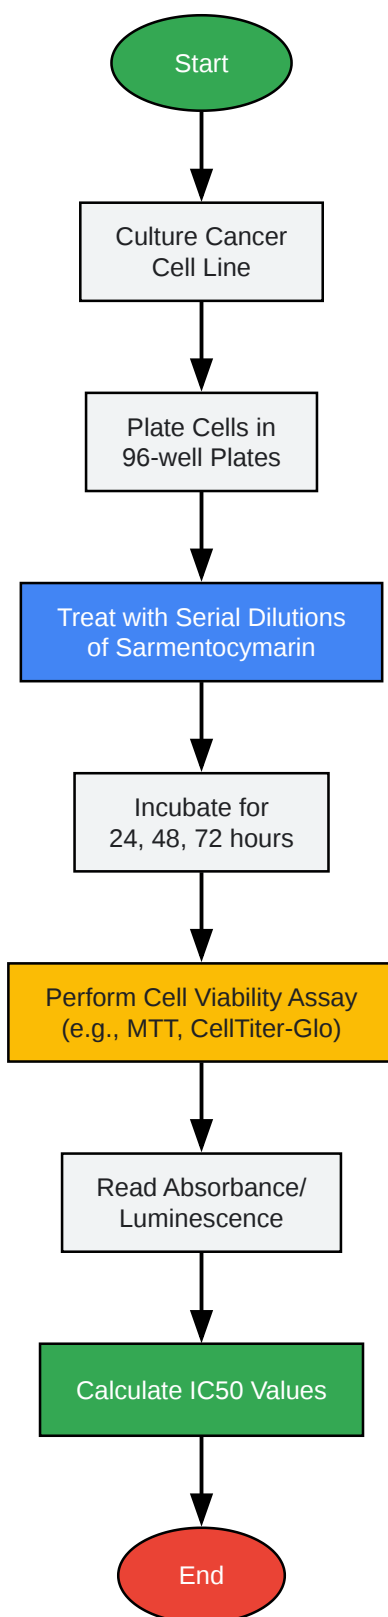 Start
Culture Cancer
Cell Line
Plate Cells in
96-well Plates
Treat with Serial Dilutions
of Sarmentocymarin
Incubate for
24, 48, 72 hours
Perform Cell Viability Assay
(e.g., MTT, CellTiter-Glo)
Read Absorbance/
Luminescence
Calculate IC50 Values
End